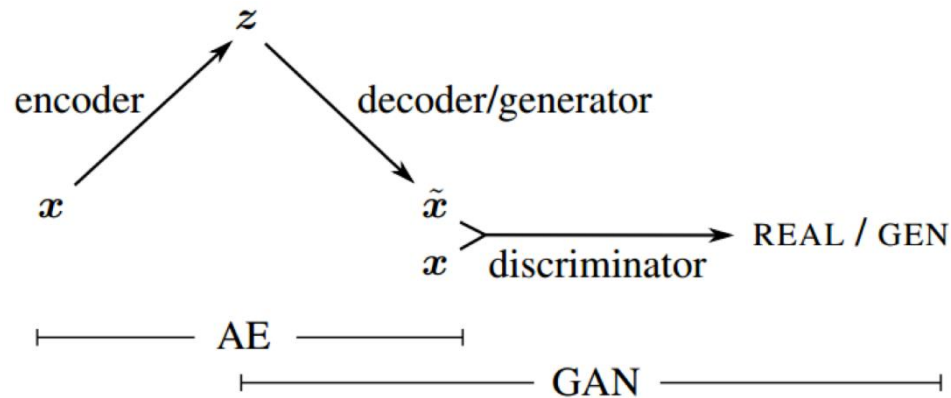 z
encoder decoder/generator
x x̃
x discriminator REAL / GEN
AE
GAN